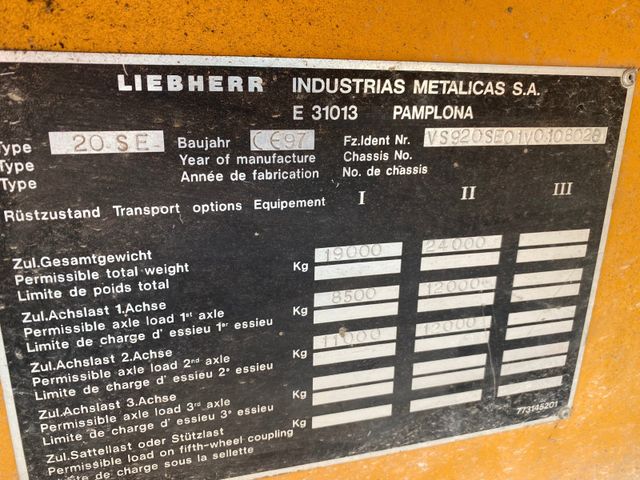 LIEBHERR INDUSTRIAS METALICAS S.A.
E 31013 PAMPLONA
Type 20 SE Baujahr CE97 Fz.Ident Nr. VS920SE01V0108028
Type Year of manufacture Chassis No.
Type Année de fabrication No. de chassis
Rüstzustand Transport options Equipement I II III
Zul.Gesamtgewicht 19000 24000
Permissible total weight Kg
Limite de poids total
Zul.Achslast 1.Achse 8500 12000
Permissible axle load 1st axle Kg
Limite de charge d' essieu 1er essieu
Zul.Achslast 2.Achse 11000 12000
Permissible axle load 2nd axle Kg
Limite de charge d' essieu 2e essieu
Zul.Achslast 3.Achse
Permissible axle load 3rd axle Kg
Limite de charge d' essieu 3e essieu
Zul.Sattellast oder Stützlast
Permissible load on fifth-wheel coupling Kg
de charge sous la sellette
773145201